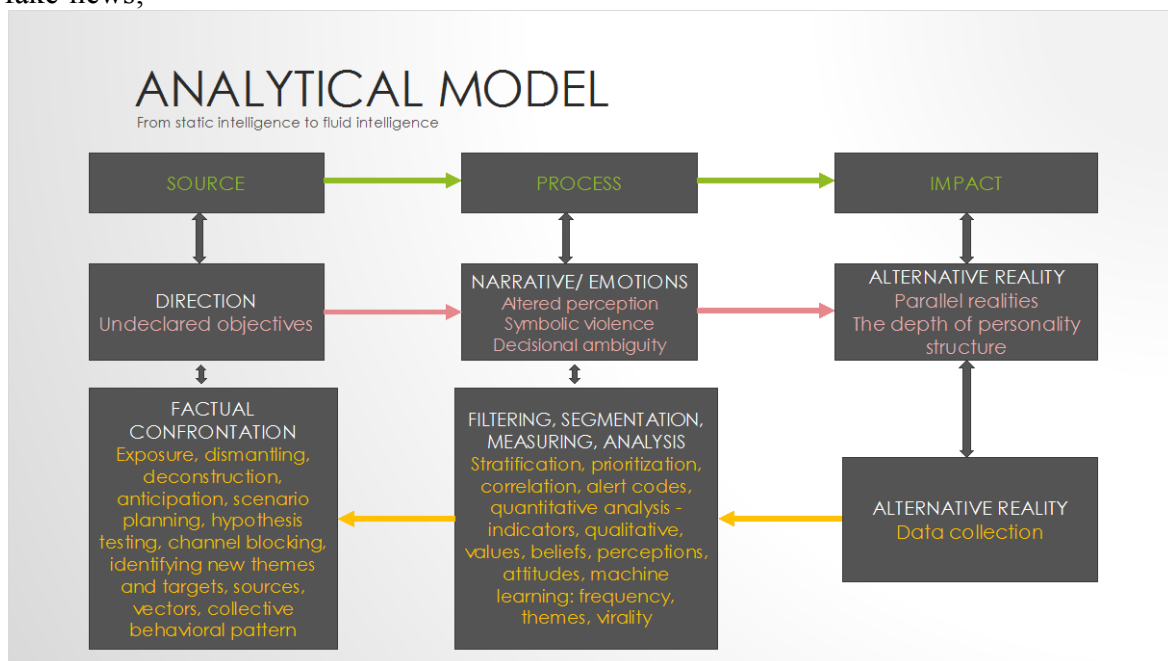 fake news;
ANALYTICAL MODEL
From static intelligence to fluid intelligence
SOURCE
PROCESS
IMPACT
DIRECTION
Undeclared objectives
NARRATIVE/ EMOTIONS
Altered perception
Symbolic violence
Decisional ambiguity
ALTERNATIVE REALITY
Parallel realities
The depth of personality
structure
FACTUAL
CONFRONTATION
Exposure, dismantling,
deconstruction,
anticipation, scenario
planning, hypothesis
testing, channel blocking,
identifying new themes
and targets, sources,
vectors, collective
behavioral pattern
FILTERING, SEGMENTATION,
MEASURING, ANALYSIS
Stratification, prioritization,
correlation, alert codes,
quantitative analysis -
indicators, qualitative,
values, beliefs, perceptions,
attitudes, machine
learning: frequency,
themes, virality
ALTERNATIVE REALITY
Data collection